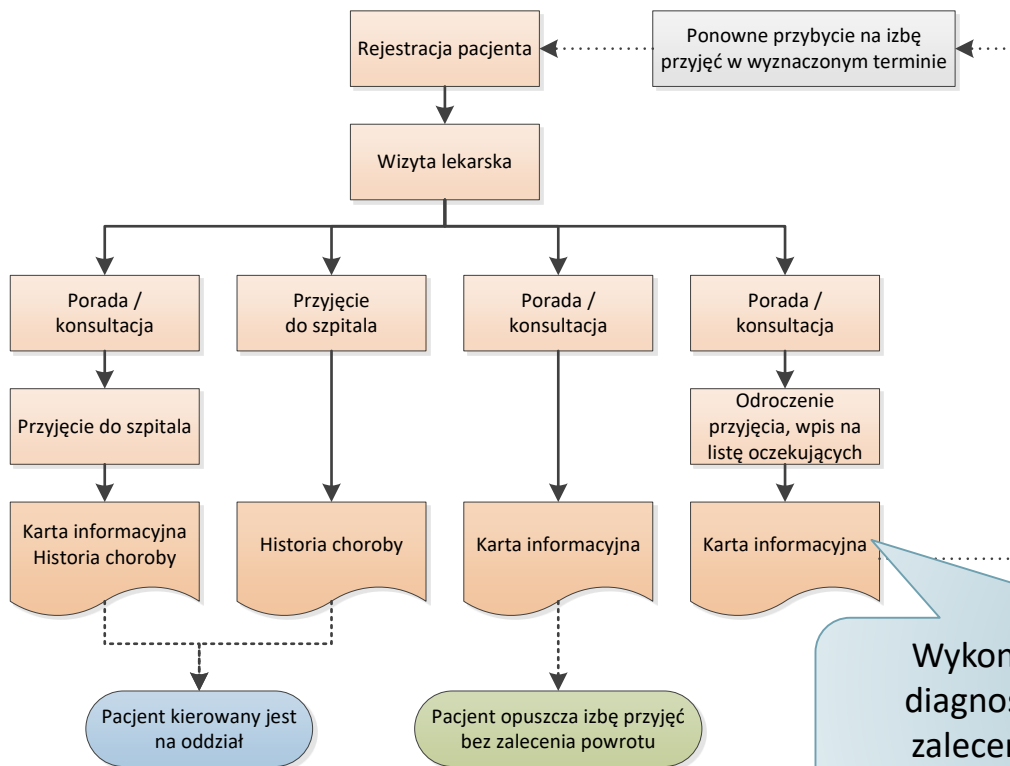 Rejestracja pacjenta
Ponowne przybycie na izbę
przyjęć w wyznaczonym terminie
Wizyta lekarska
Porada /
konsultacja
Przyjęcie
do szpitala
Porada /
konsultacja
Porada /
konsultacja
Przyjęcie do szpitala
Odroczenie
przyjęcia, wpis na
listę oczekujących
Karta informacyjna
Historia choroby
Historia choroby
Karta informacyjna
Karta informacyjna
Pacjent kierowany jest
na oddział
Pacjent opuszcza izbę przyjęć
bez zalecenia powrotu